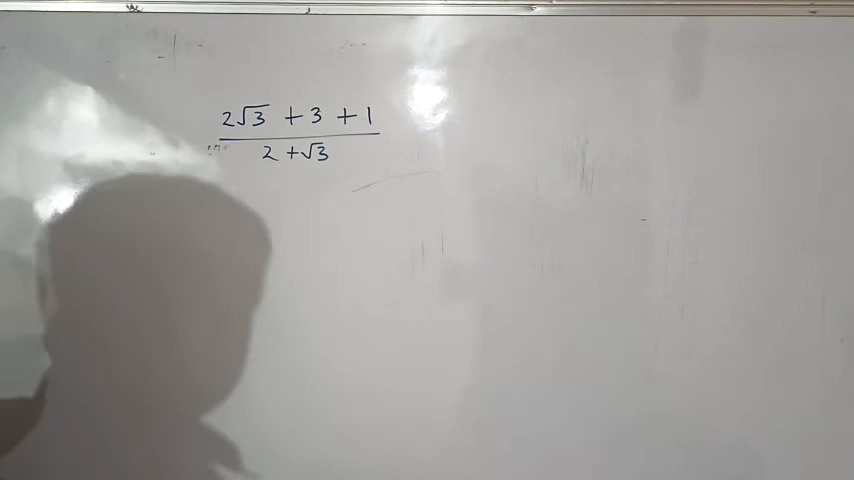 2√3 + 3 + 1
2 + √3